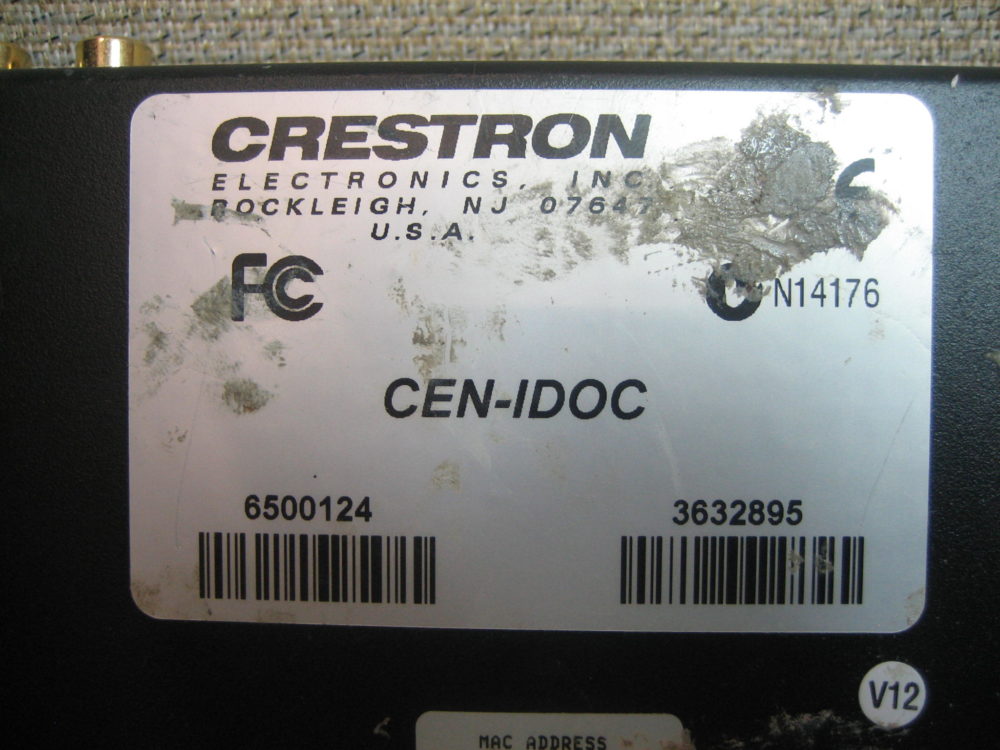 CRESTRON
ELECTRONICS, INC.
ROCKLEIGH, NJ 07647
U.S.A.
FC
N14176
CEN-IDOC
6500124
3632895
V12
MAC ADDRESS